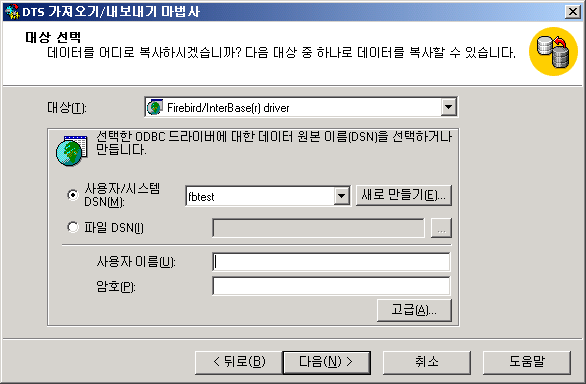 DTS 가져오기/내보내기 마법사
대상 선택
데이터를 어디로 복사하시겠습니까? 다음 대상 중 하나로 데이터를 복사할 수 있습니다.
대상(T): Firebird/InterBase(r) driver
선택한 ODBC 드라이버에 대한 데이터 원본 이름(DSN)을 선택하거나
만듭니다.
사용자/시스템
DSN(M): fbtest 새로 만들기(E)...
파일 DSN(I) ...
사용자 이름(U):
암호(P):
고급(A)...
< 뒤로(B) 다음(N) > 취소 도움말